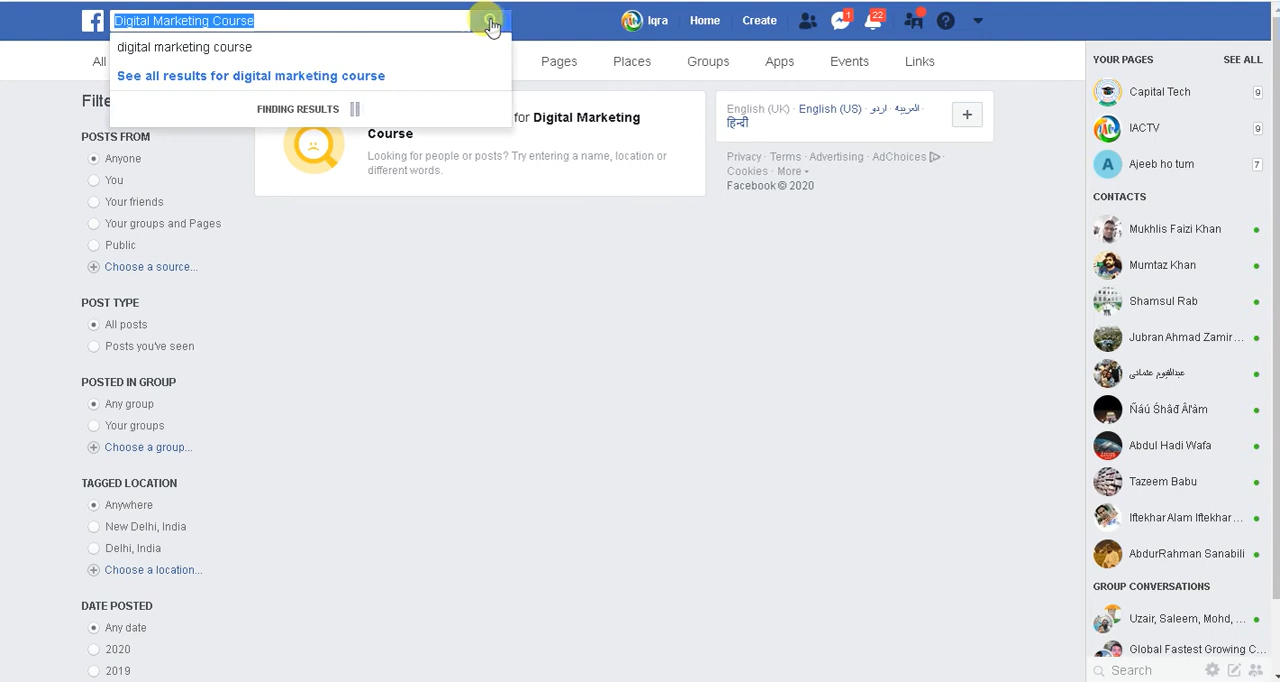 Digital Marketing Course
Iqra
Home
Create
1
22
digital marketing course
See all results for digital marketing course
FINDING RESULTS
All
Pages
Places
Groups
Apps
Events
Links
Filte
POSTS FROM
Anyone
You
Your friends
Your groups and Pages
Public
Choose a source...
POST TYPE
All posts
Posts you've seen
POSTED IN GROUP
Any group
Your groups
Choose a group...
TAGGED LOCATION
Anywhere
New Delhi, India
Delhi, India
Choose a location...
DATE POSTED
Any date
2020
2019
for Digital Marketing
Course
Looking for people or posts? Try entering a name, location or
different words.
English (UK) · English (US) · اردو · العربية ·
हिन्दी
Privacy · Terms · Advertising · AdChoices ·
Cookies · More
Facebook © 2020
YOUR PAGES SEE ALL
Capital Tech 9
IACTV 9
A Ajeeb ho tum 7
CONTACTS
Mukhlis Faizi Khan
Mumtaz Khan
Shamsul Rab
Jubran Ahmad Zamir...
عبدالقیوم عثمانی
Ñáú Śhâđ Âl'âm
Abdul Hadi Wafa
Tazeem Babu
Iftekhar Alam Iftekhar...
AbdurRahman Sanabili
GROUP CONVERSATIONS
Uzair, Saleem, Mohd, ...
Global Fastest Growing C...
Search